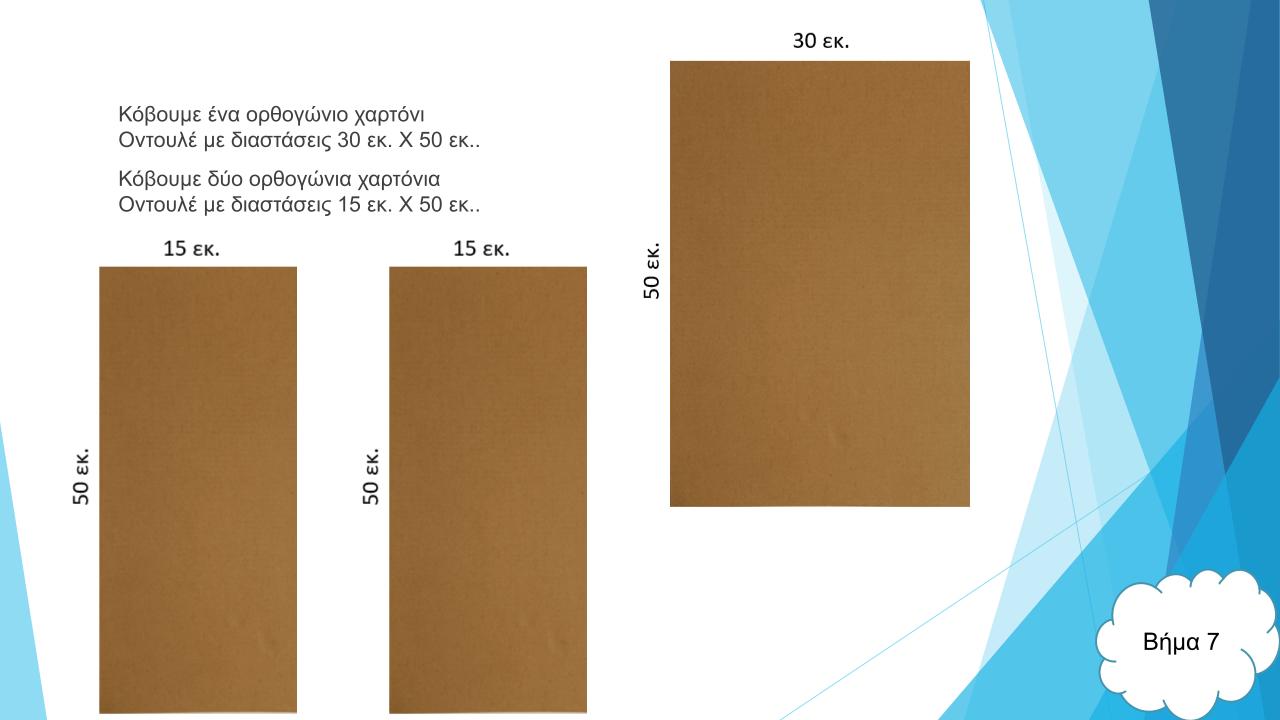 Κόβουμε ένα ορθογώνιο χαρτόνι
Οντουλέ με διαστάσεις 30 εκ. Χ 50 εκ..
Κόβουμε δύο ορθογώνια χαρτόνια
Οντουλέ με διαστάσεις 15 εκ. Χ 50 εκ..
15 εκ.
15 εκ.
50 εκ.
50 εκ.
30 εκ.
50 εκ.
Βήμα 7